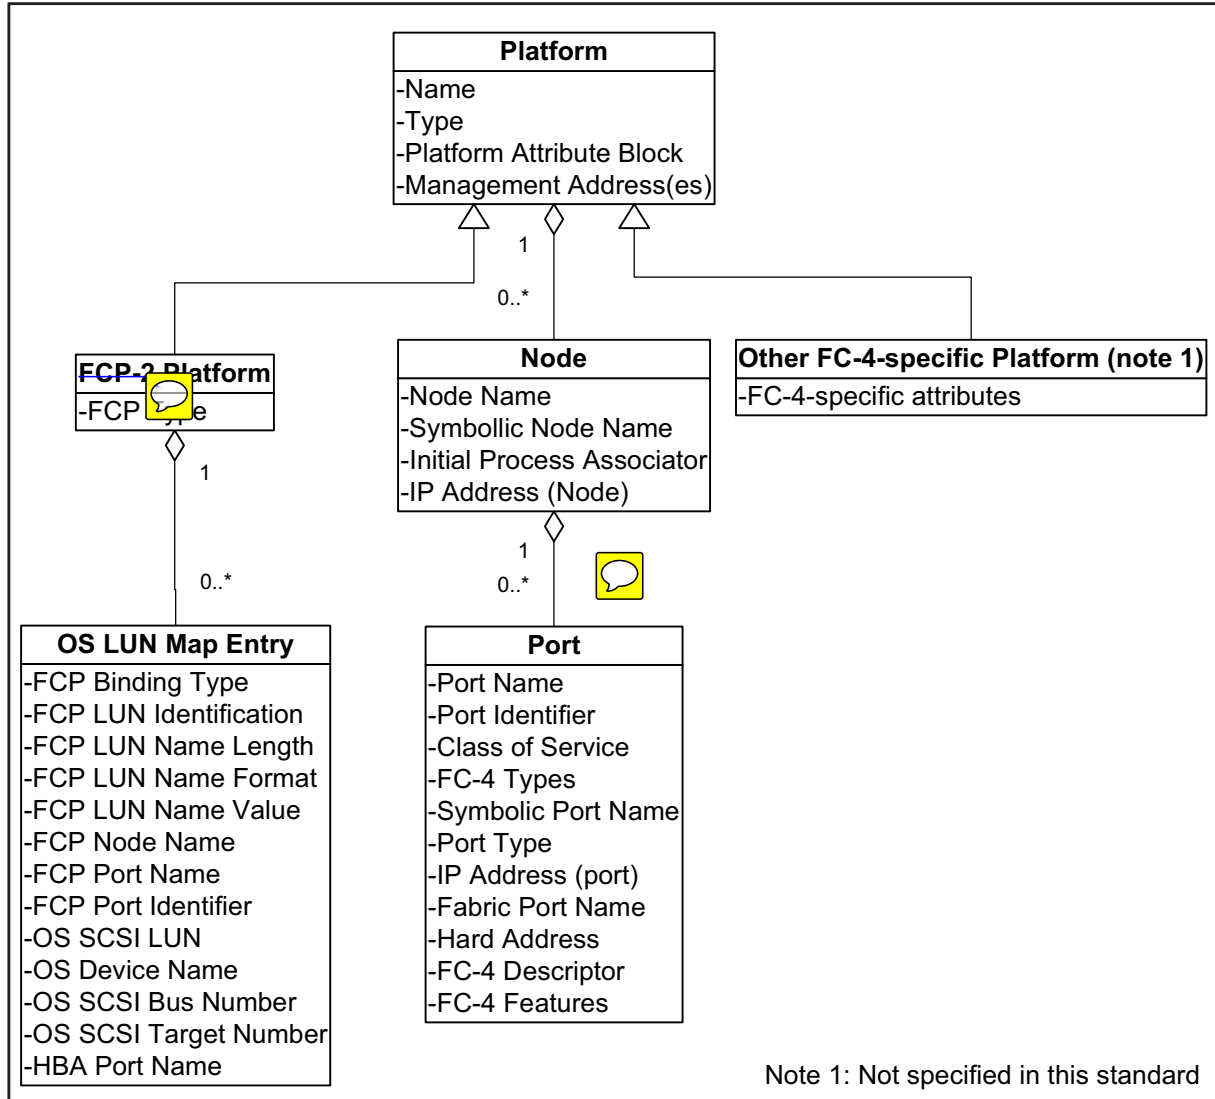 Platform
-Name
-Type
-Platform Attribute Block
-Management Address(es)
1
0..*
FCP-2 Platform
-FCP Type
1
0..*
Node
-Node Name
-Symbollic Node Name
-Initial Process Associator
-IP Address (Node)
1
0..*
Other FC-4-specific Platform (note 1)
-FC-4-specific attributes
OS LUN Map Entry
-FCP Binding Type
-FCP LUN Identification
-FCP LUN Name Length
-FCP LUN Name Format
-FCP LUN Name Value
-FCP Node Name
-FCP Port Name
-FCP Port Identifier
-OS SCSI LUN
-OS Device Name
-OS SCSI Bus Number
-OS SCSI Target Number
-HBA Port Name
Port
-Port Name
-Port Identifier
-Class of Service
-FC-4 Types
-Symbolic Port Name
-Port Type
-IP Address (port)
-Fabric Port Name
-Hard Address
-FC-4 Descriptor
-FC-4 Features
Note 1: Not specified in this standard